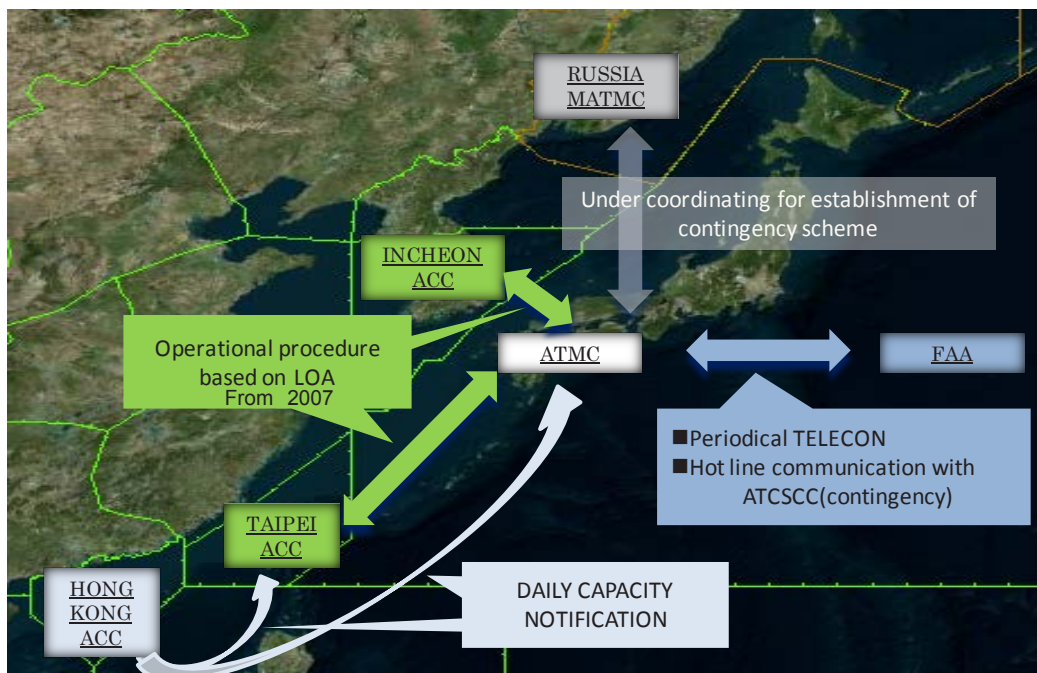 RUSSIA
MATMC
Under coordinating for establishment of
contingency scheme
INCHEON
ACC
Operational procedure
based on LOA
From 2007
ATMC
FAA
■Periodical TELECON
■Hot line communication with
ATCSCC(contingency)
TAIPEI
ACC
DAILY CAPACITY
NOTIFICATION
HONG
KONG
ACC